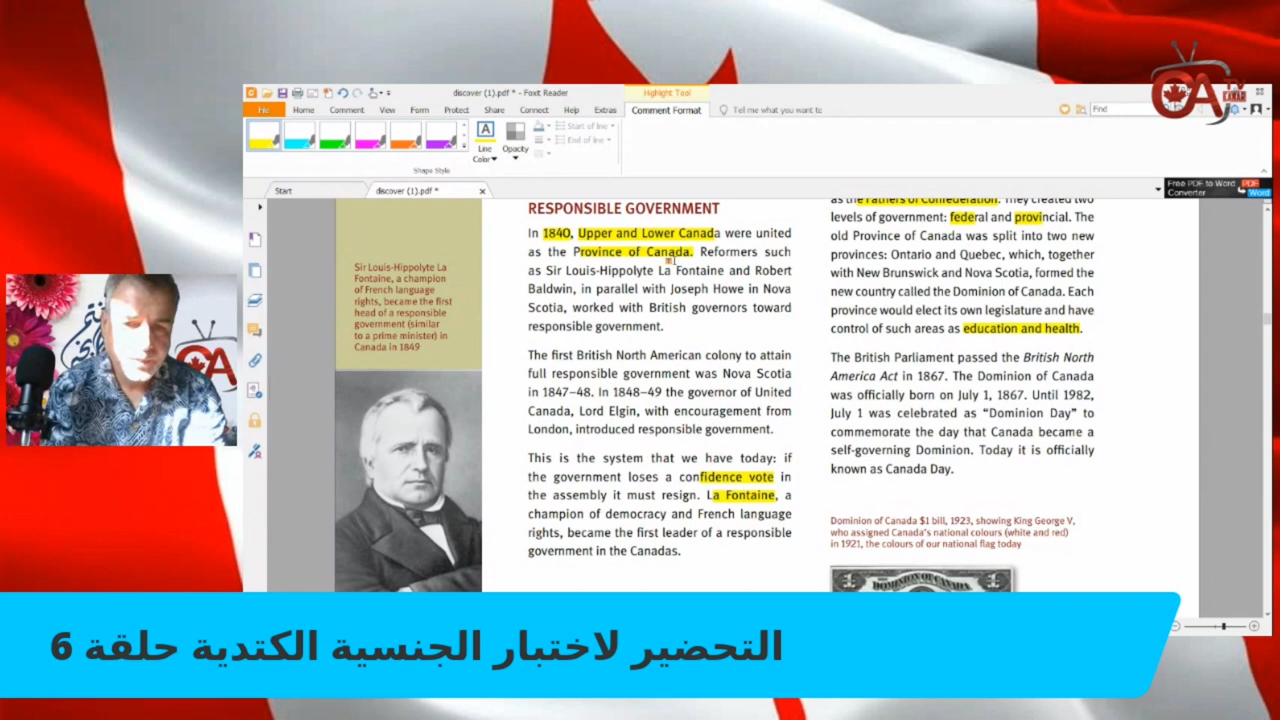 discover (1).pdf * - Foxit Reader
Highlight Tool
File Home Comment View Form Protect Share Connect Help Extras Comment Format Tell me what you want to
Find
Line Color
Opacity
Start of line
End of line
Shape Style
Start
discover (1).pdf *
Free PDF to Word Converter
PDF
Word
Sir Louis-Hippolyte La
Fontaine, a champion
of French language
rights, became the first
head of a responsible
government (similar
to a prime minister) in
Canada in 1849
RESPONSIBLE GOVERNMENT
In 1840, Upper and Lower Canada were united
as the Province of Canada. Reformers such
as Sir Louis-Hippolyte La Fontaine and Robert
Baldwin, in parallel with Joseph Howe in Nova
Scotia, worked with British governors toward
responsible government.
The first British North American colony to attain
full responsible government was Nova Scotia
in 1847–48. In 1848–49 the governor of United
Canada, Lord Elgin, with encouragement from
London, introduced responsible government.
This is the system that we have today: if
the government loses a confidence vote in
the assembly it must resign. La Fontaine, a
champion of democracy and French language
rights, became the first leader of a responsible
government in the Canadas.
as the Fathers of Confederation. They created two
levels of government: federal and provincial. The
old Province of Canada was split into two new
provinces: Ontario and Quebec, which, together
with New Brunswick and Nova Scotia, formed the
new country called the Dominion of Canada. Each
province would elect its own legislature and have
control of such areas as education and health.
The British Parliament passed the British North
America Act in 1867. The Dominion of Canada
was officially born on July 1, 1867. Until 1982,
July 1 was celebrated as “Dominion Day” to
commemorate the day that Canada became a
self-governing Dominion. Today it is officially
known as Canada Day.
Dominion of Canada $1 bill, 1923, showing King George V,
who assigned Canada’s national colours (white and red)
in 1921, the colours of our national flag today
DOMINION OF CANADA
التحضير لاختبار الجنسية الكتدية حلقة 6